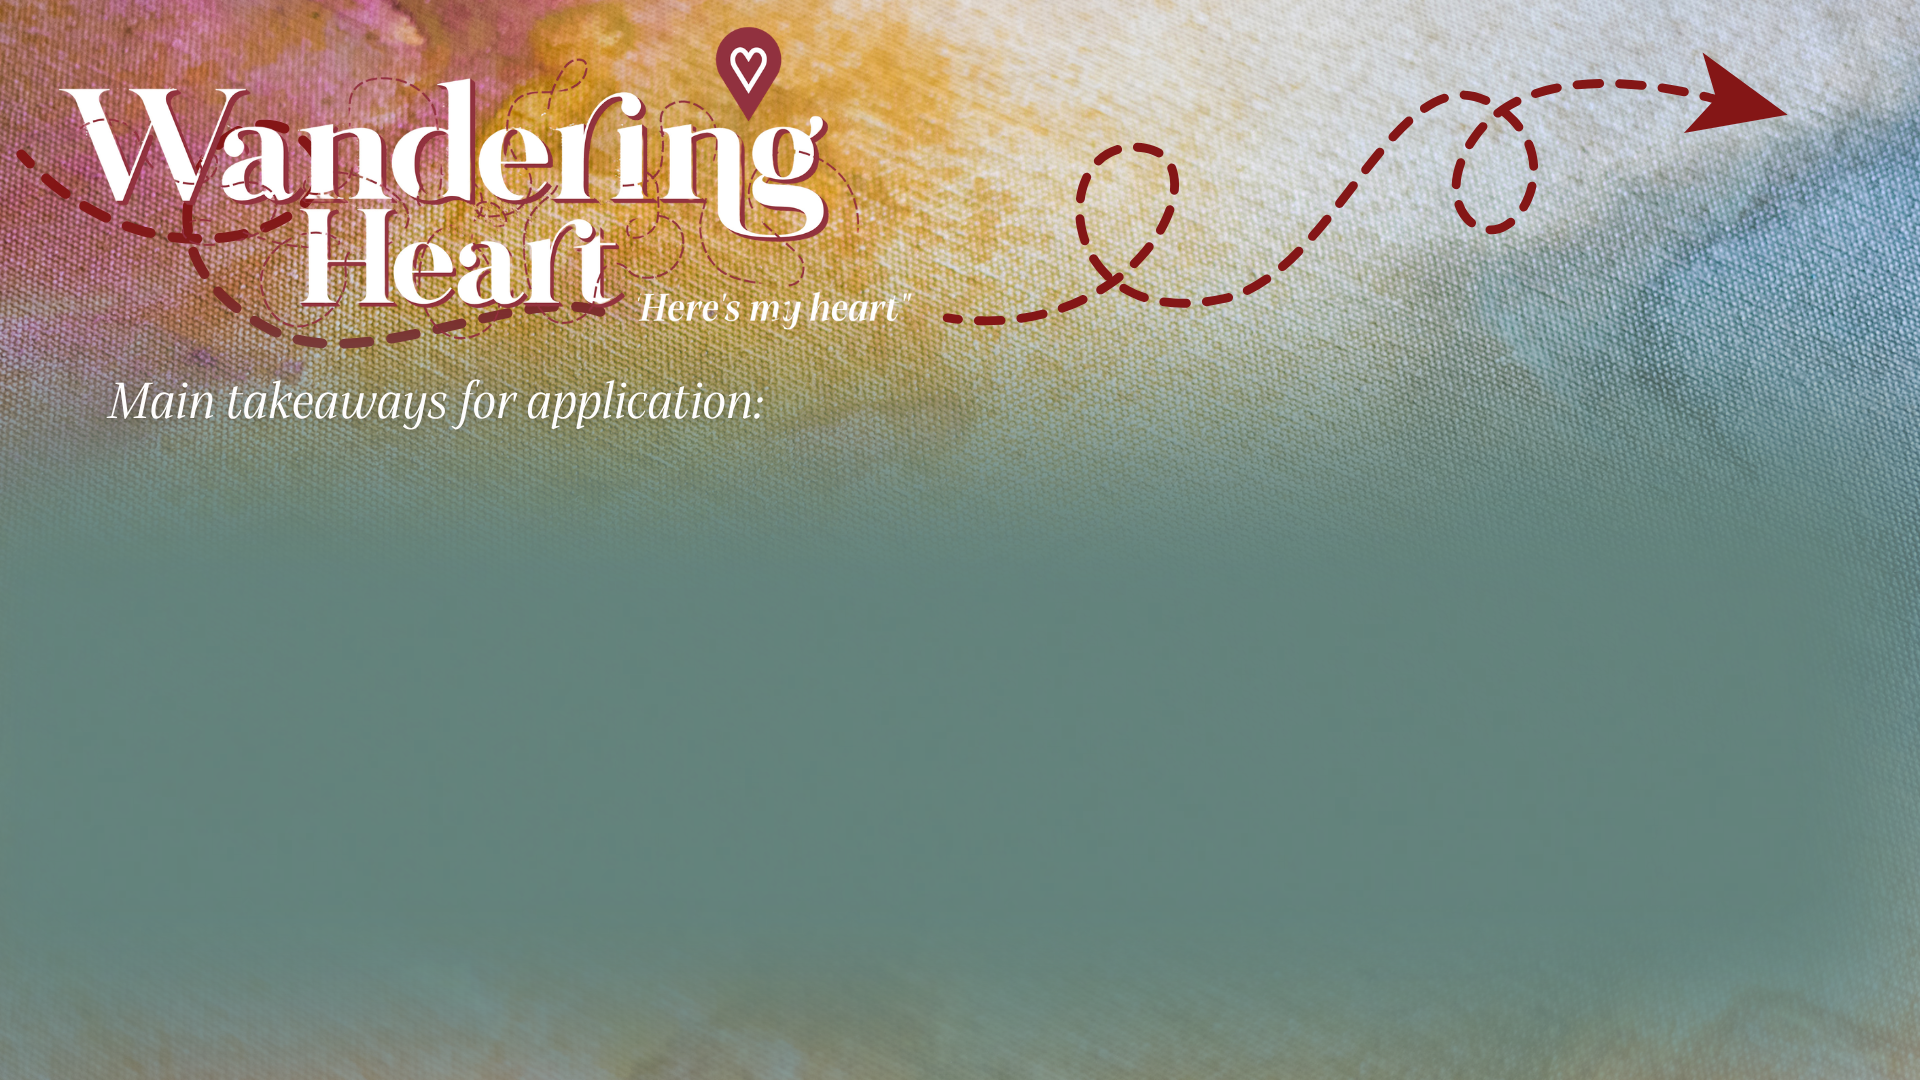 Wandering
Heart
"Here's my heart"
Main takeaways for application: